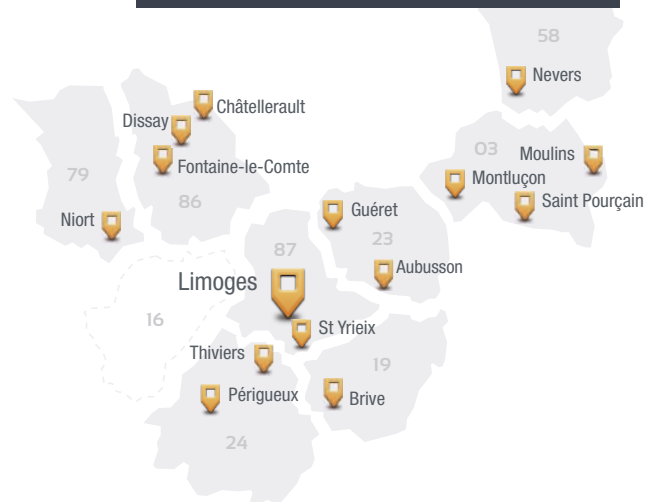 58
Nevers
Châtellerault
Dissay
Fontaine-le-Comte
79
86
Niort
03
Moulins
Montluçon
Saint Pourçain
Guéret
23
Aubusson
87
Limoges
16
St Yrieix
Thiviers
19
Périgueux
Brive
24